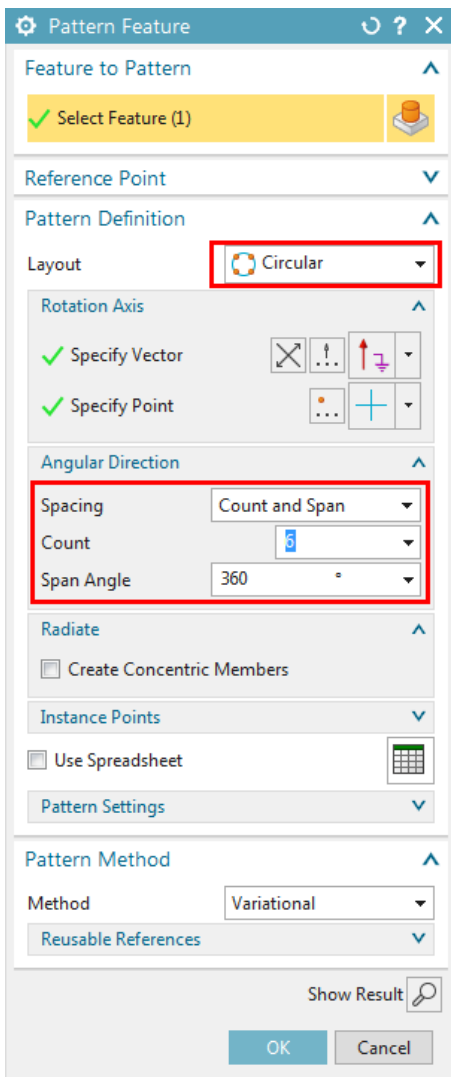 Pattern Feature ?
Feature to Pattern
Select Feature (1)
Reference Point
Pattern Definition
Layout Circular
Rotation Axis
Specify Vector
Specify Point
Angular Direction
Spacing Count and Span
Count 6
Span Angle 360 °
Radiate
Create Concentric Members
Instance Points
Use Spreadsheet
Pattern Settings
Pattern Method
Method Variational
Reusable References
Show Result
OK Cancel